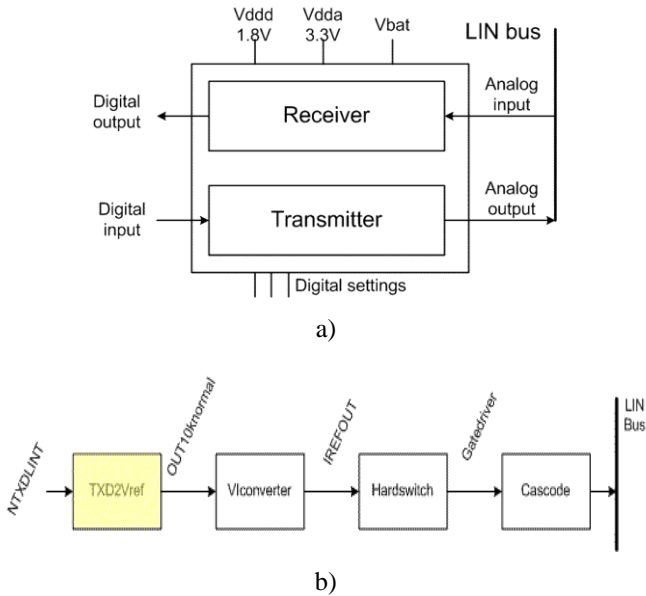 Vddd
1.8V
Vdda
3.3V
Vbat
LIN bus
Digital
output
Receiver
Analog
input
Digital
input
Transmitter
Analog
output
Digital settings
a)
NTXDLINT
TXD2Vref
OUT10knormal
VIconverter
IREFOUT
Hardswitch
Gatedriver
Cascode
LIN
Bus
b)